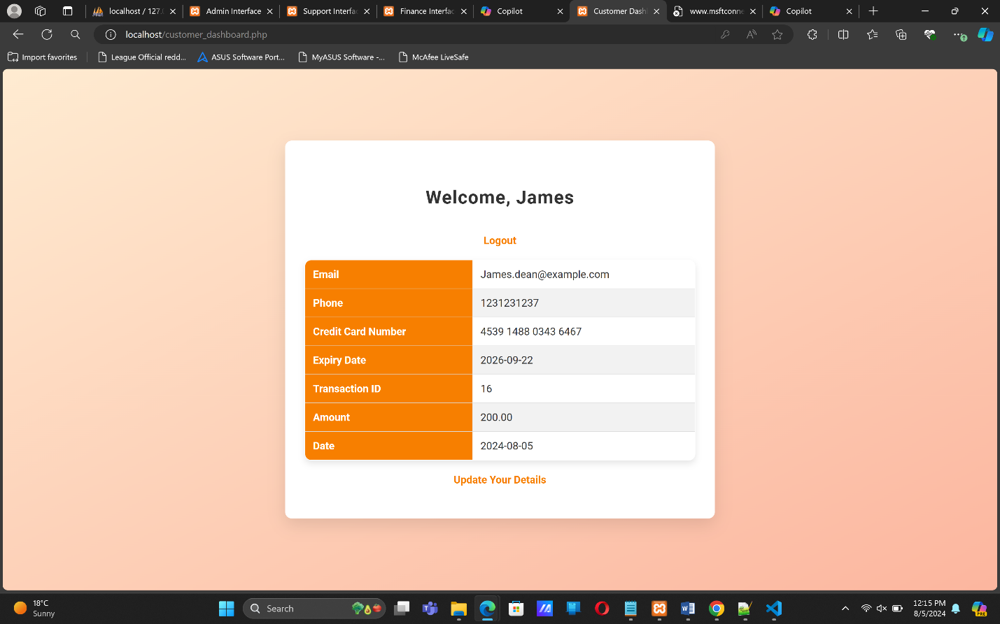 localhost / 127.0
Admin Interface
Support Interfac
Finance Interfac
Copilot
Customer Dash
www.msftconne
Copilot
localhost/customer_dashboard.php
Import favorites
League Official redd...
ASUS Software Port...
MyASUS Software -...
McAfee LiveSafe
Welcome, James
Logout
Email James.dean@example.com
Phone 1231231237
Credit Card Number 4539 1488 0343 6467
Expiry Date 2026-09-22
Transaction ID 16
Amount 200.00
Date 2024-08-05
Update Your Details
18°C
Sunny
Search
12:15 PM
8/5/2024
PRE